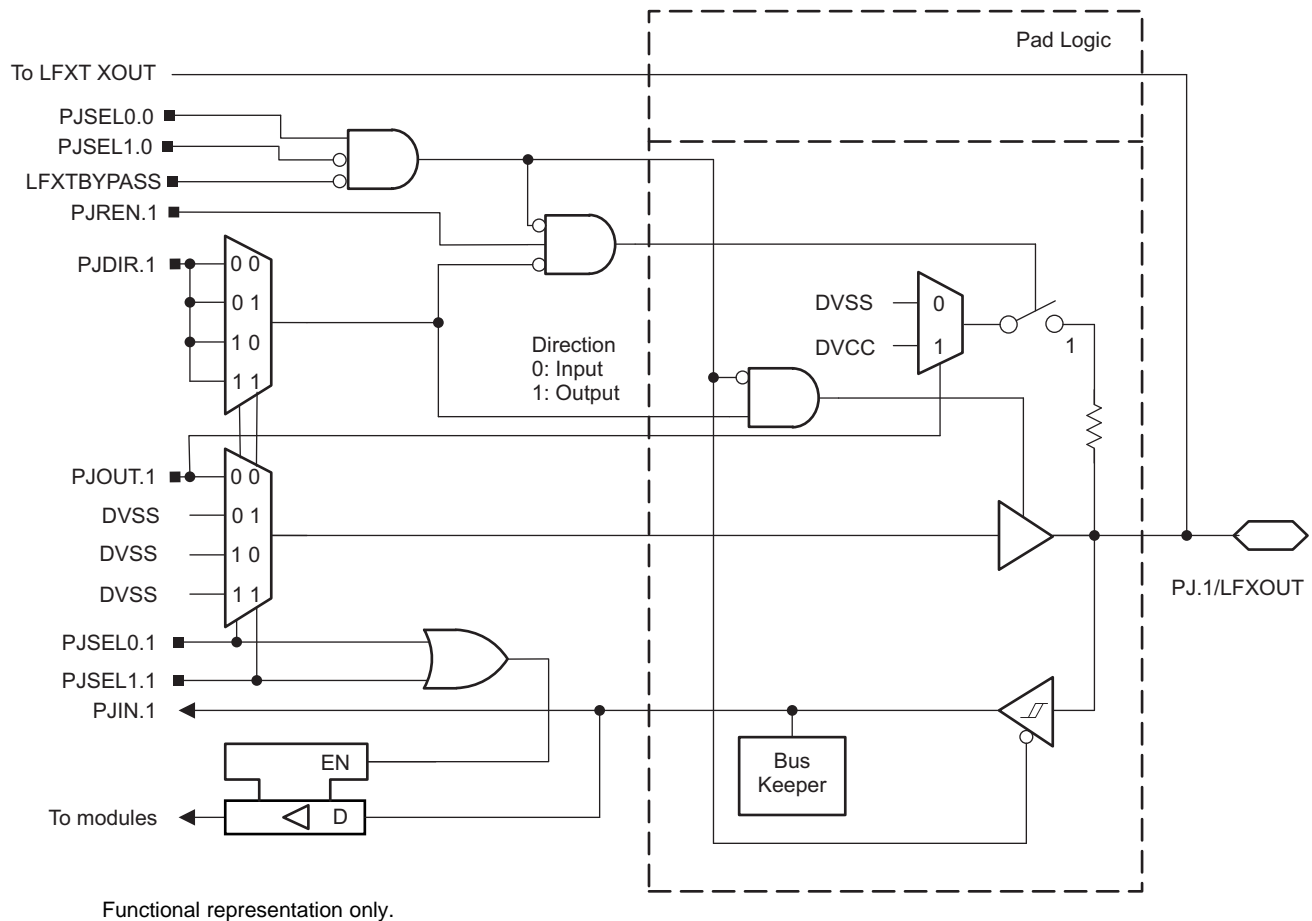 Pad Logic
To LFXT XOUT
PJSEL0.0
PJSEL1.0
LFXTBYPASS
PJREN.1
PJDIR.1
0 0
0 1
1 0
1 1
Direction
0: Input
1: Output
DVSS
0
DVCC
1
1
PJOUT.1
0 0
DVSS
0 1
DVSS
1 0
DVSS
1 1
PJ.1/LFXOUT
PJSEL0.1
PJSEL1.1
PJIN.1
Bus
Keeper
EN
To modules
D
Functional representation only.